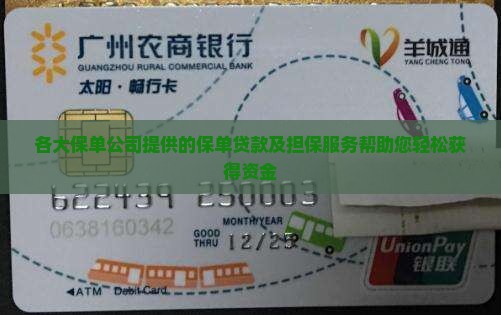 广州农商银行
GUANGZHOU RURAL COMMERCIAL BANK
太阳·畅行卡
羊城通
YANG CHENG TONG
各大保单公司提供的保单贷款及担保服务帮助您轻松获
得资金
622439 250003
0638160342
MONTH/YEAR
GOOD THRU 12/25
◄ATM Debit Card
UnionPay
银联